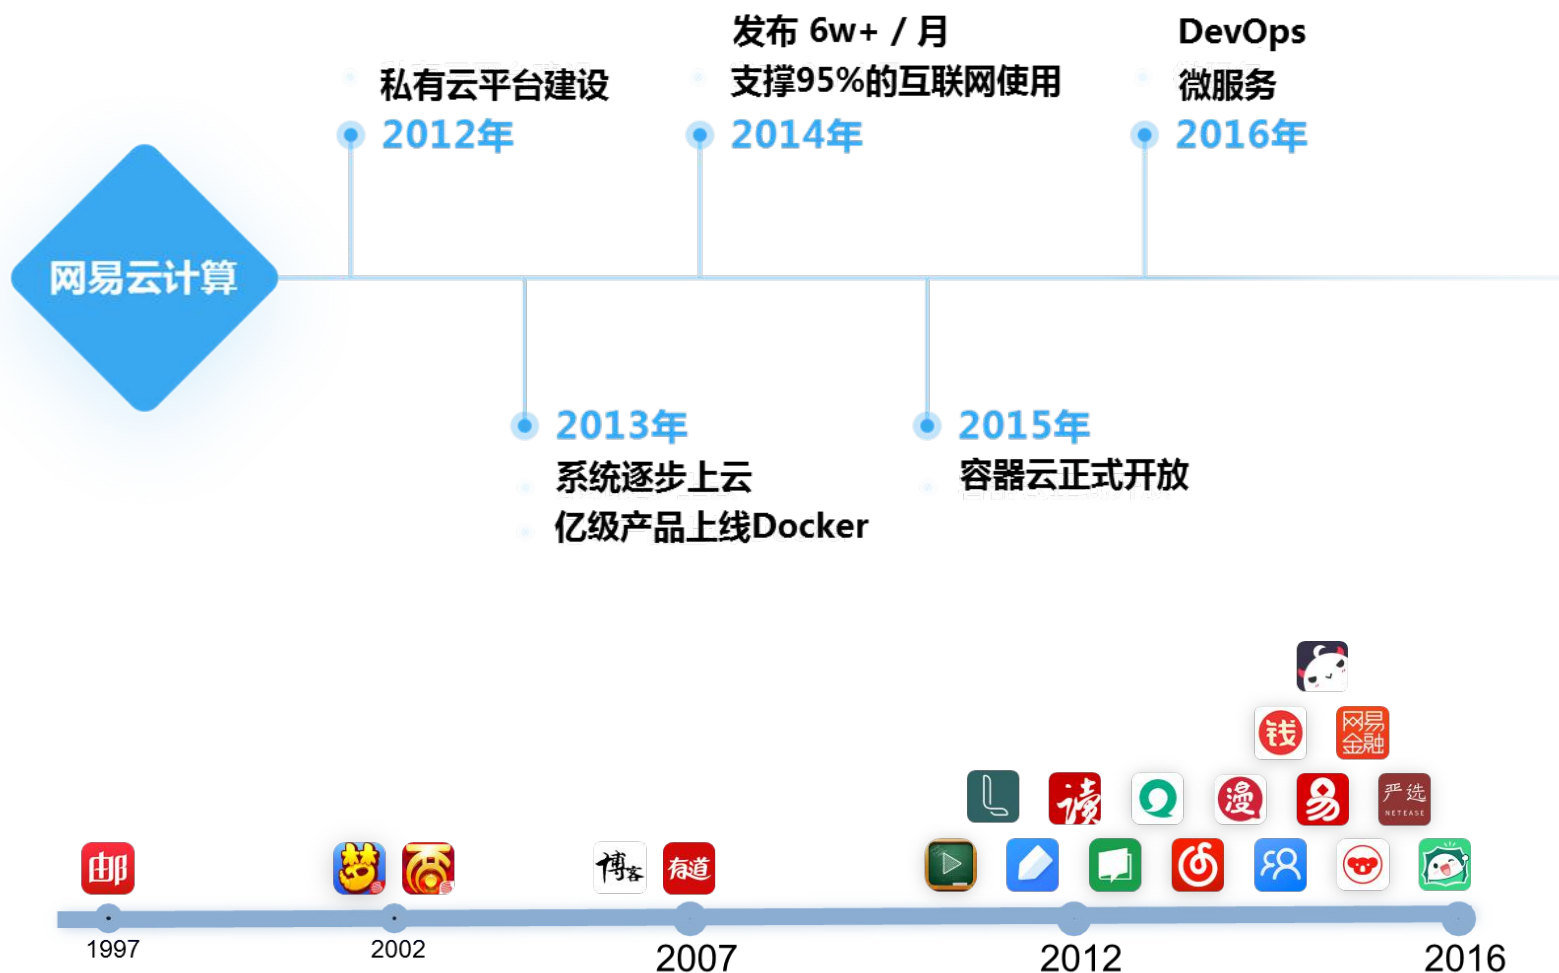 发布 6w+ / 月
DevOps
私有云平台建设
支撑95%的互联网使用
微服务
2012年
2014年
2016年
网易云计算
2013年
2015年
系统逐步上云
容器云正式开放
亿级产品上线Docker
钱
网易
金融
读
漫
易
严选
NETEASE
邮
梦
博客
有道
1997
2002
2007
2012
2016